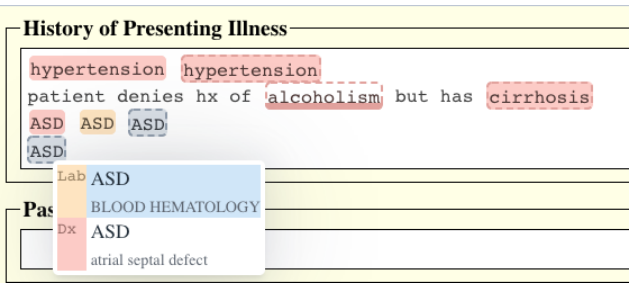 History of Presenting Illness
hypertension hypertension
patient denies hx of alcoholism but has cirrhosis
ASD ASD ASD
ASD
Lab ASD
BLOOD HEMATOLOGY
Dx ASD
atrial septal defect
Pas